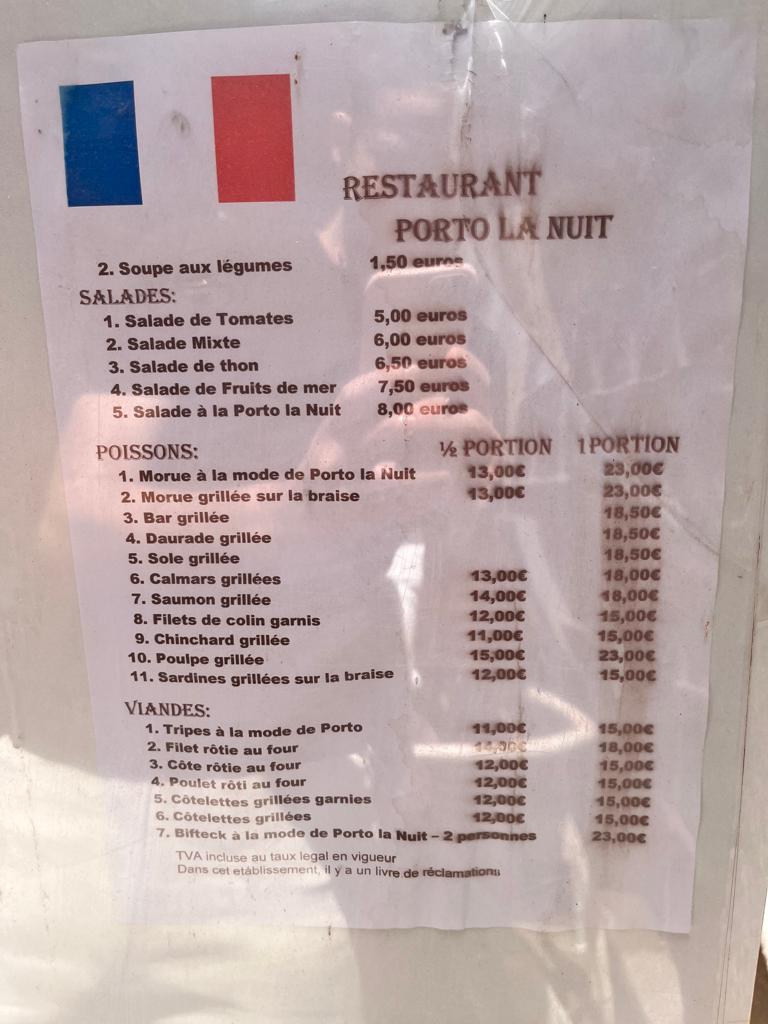 RESTAURANT
PORTO LA NUIT
2. Soupe aux légumes 1,50 euros
SALADES:
1. Salade de Tomates 5,00 euros
2. Salade Mixte 6,00 euros
3. Salade de thon 6,50 euros
4. Salade de Fruits de mer 7,50 euros
5. Salade à la Porto la Nuit 8,00 euros
POISSONS: ½ PORTION 1 PORTION
1. Morue à la mode de Porto la Nuit 13,00€ 23,00€
2. Morue grillée sur la braise 13,00€ 23,00€
3. Bar grillée 18,50€
4. Daurade grillée 18,50€
5. Sole grillée 18,50€
6. Calmars grillées 13,00€ 18,00€
7. Saumon grillée 14,00€ 18,00€
8. Filets de colin garnis 12,00€ 15,00€
9. Chinchard grillée 11,00€ 15,00€
10. Poulpe grillée 15,00€ 23,00€
11. Sardines grillées sur la braise 12,00€ 15,00€
VIANDES:
1. Tripes à la mode de Porto 11,00€ 15,00€
2. Filet rôtie au four 14,00€ 18,00€
3. Côte rôtie au four 12,00€ 15,00€
4. Poulet rôti au four 12,00€ 15,00€
5. Côtelettes grillées garnies 12,00€ 15,00€
6. Côtelettes grillées 12,00€ 15,00€
7. Bifteck à la mode de Porto la Nuit – 2 personnes 23,00€
TVA incluse au taux legal en vigueur
Dans cet etáblissement, il y a un livre de réclamations